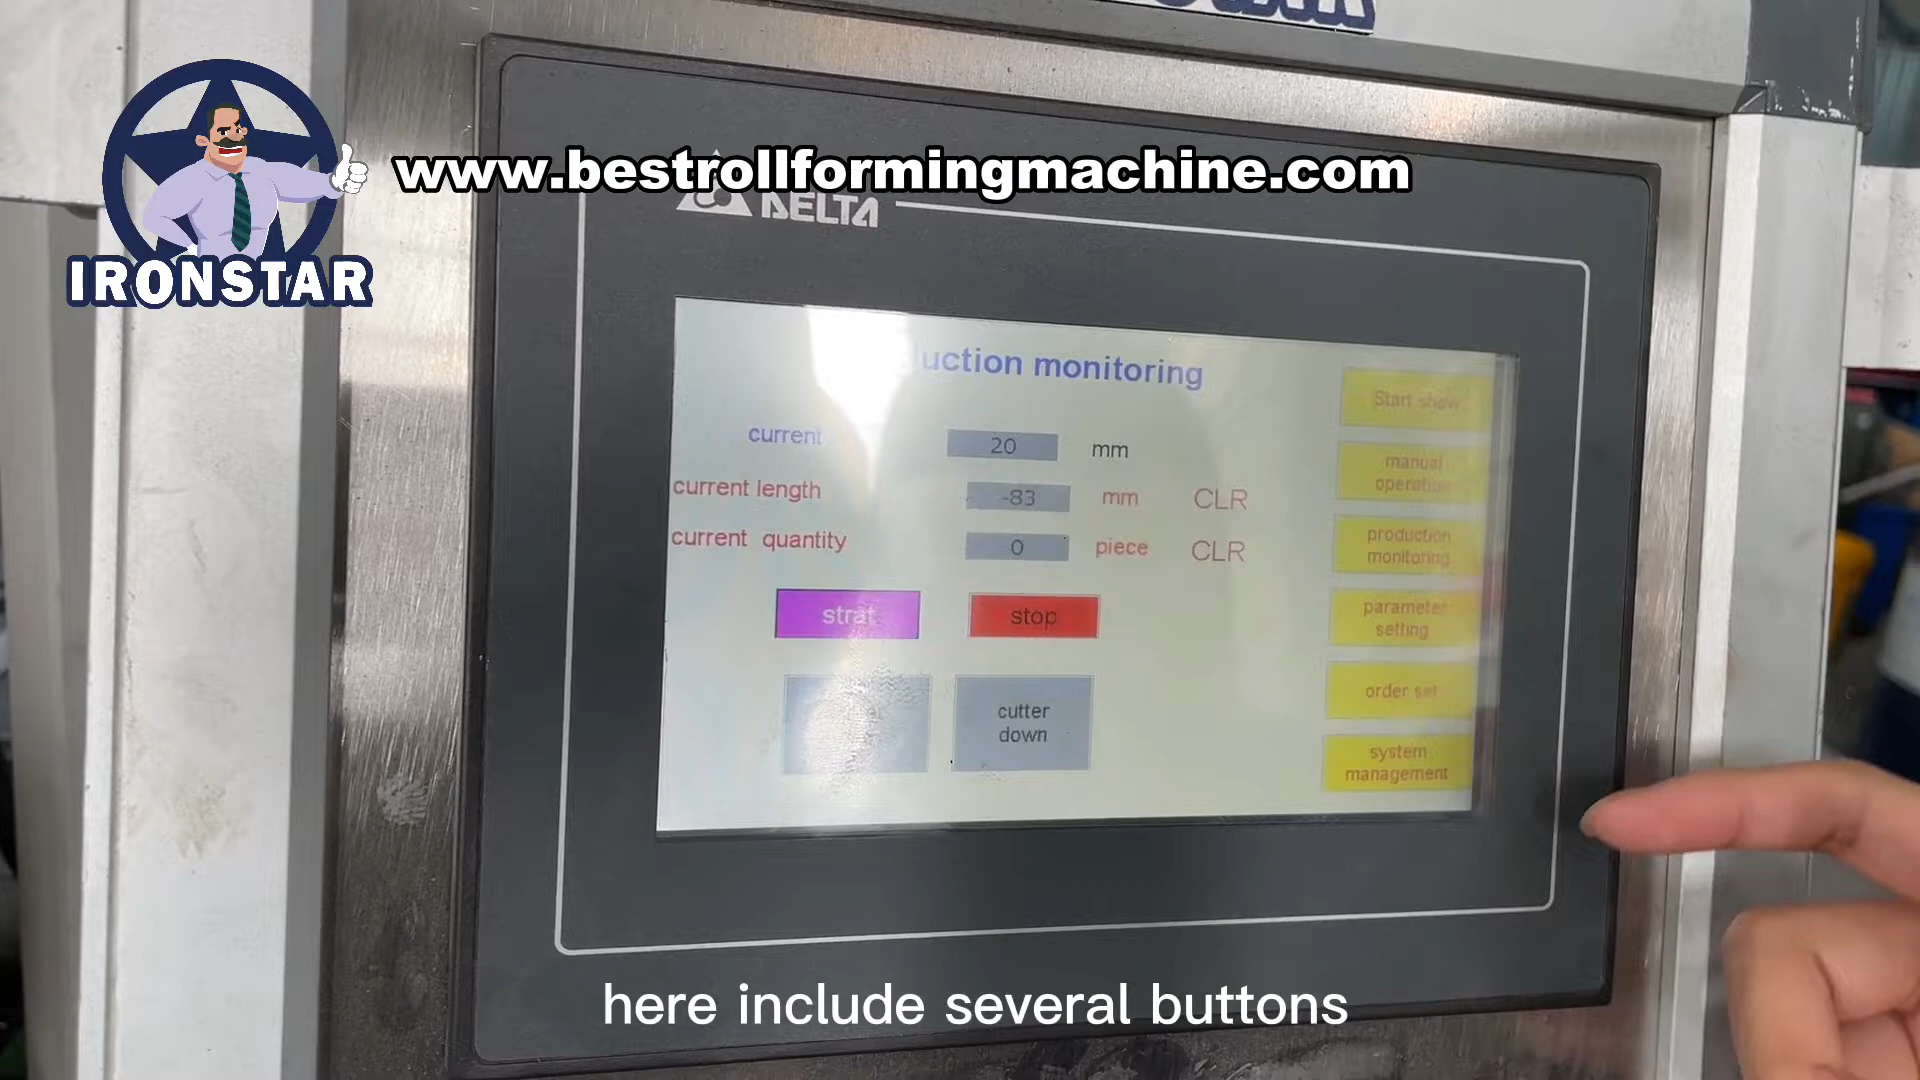 www.bestrollformingmachine.com
IRONSTAR
DELTA
uction monitoring
current 20 mm
current length -83 mm CLR
current quantity 0 piece CLR
strat stop
cutter
down
Start show
manual
operation
production
monitoring
parameter
setting
order set
system
management
here include several buttons